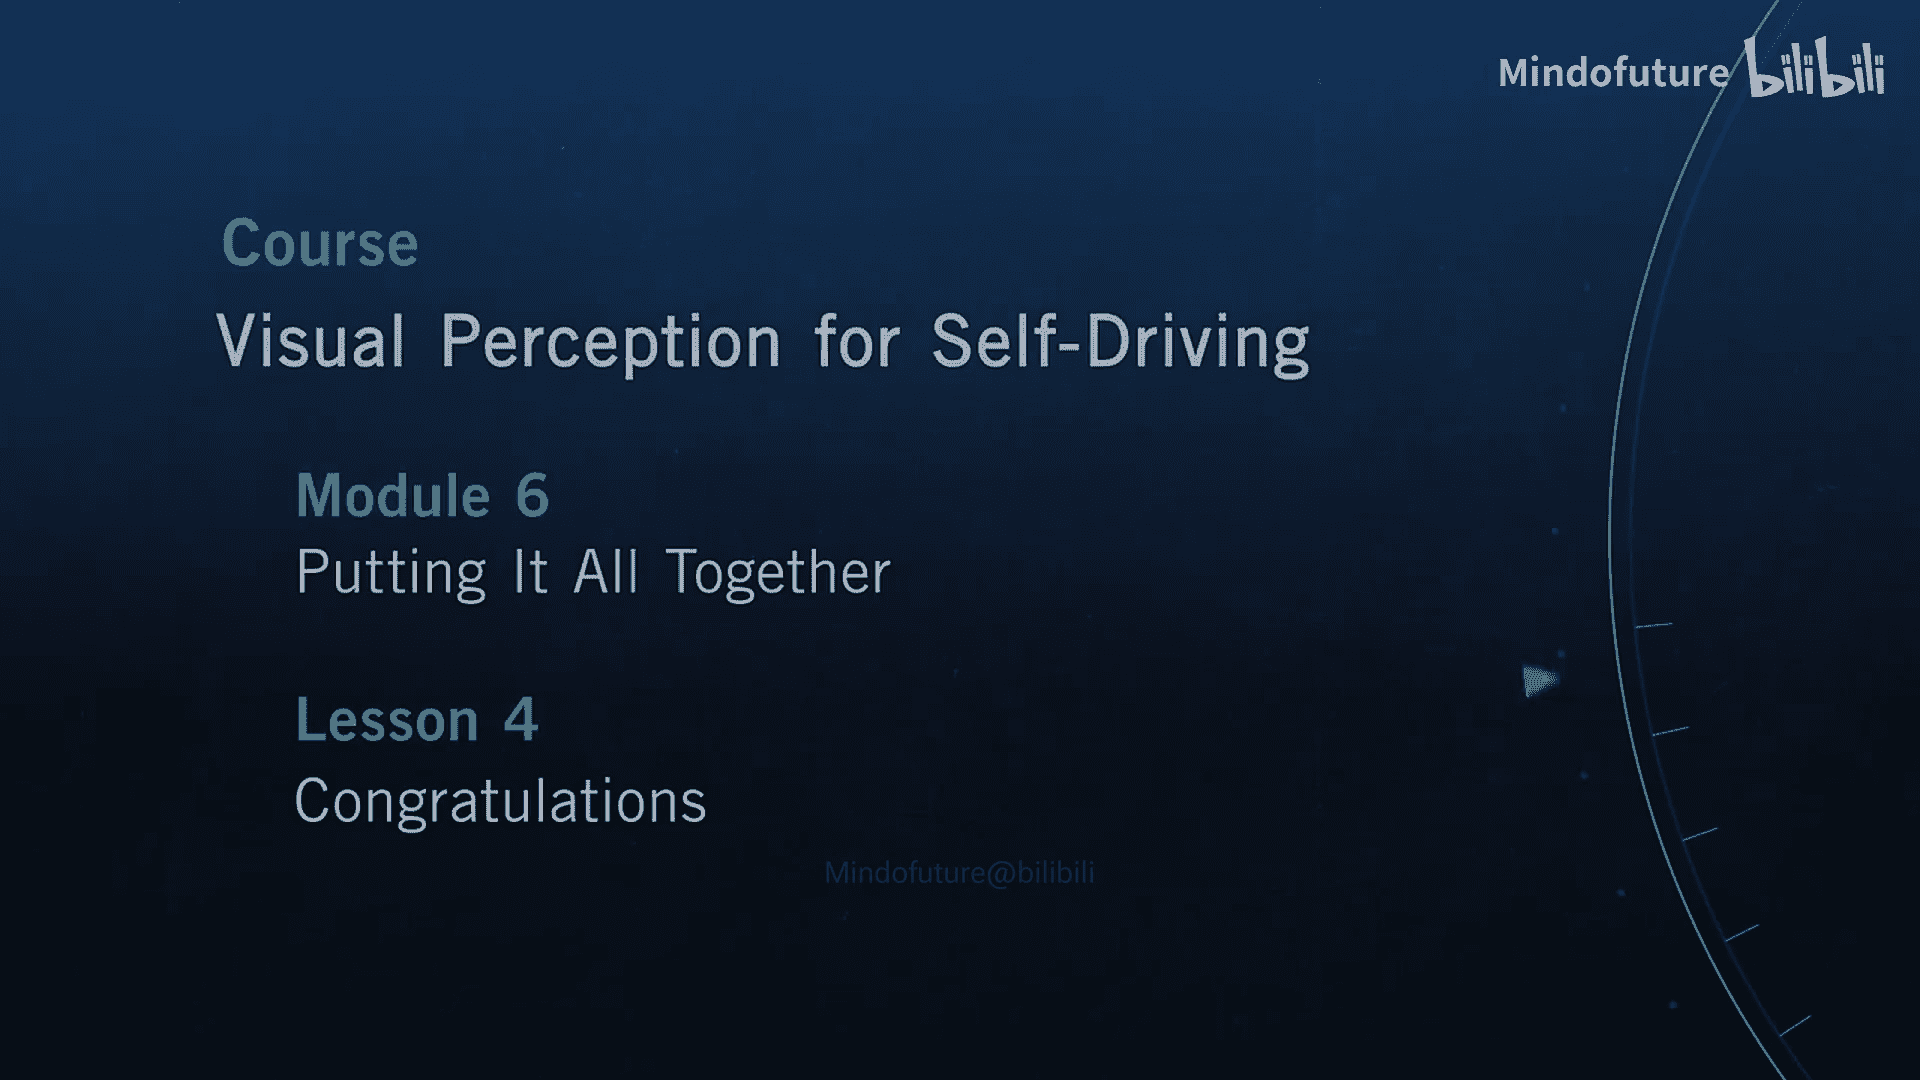 Mindofuture bilibili
Course
Visual Perception for Self-Driving
Module 6
Putting It All Together
Lesson 4
Congratulations
Mindofuture@bilibili